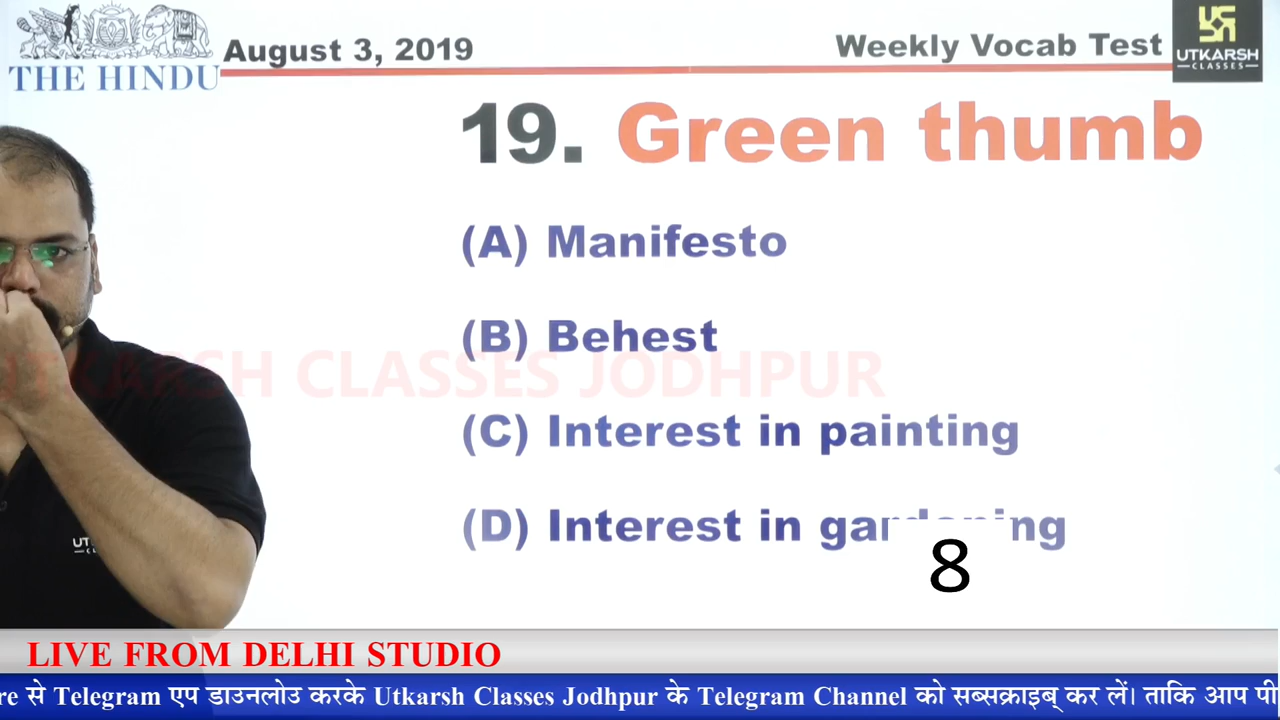 THE HINDU
August 3, 2019
Weekly Vocab Test
UTKARSH
CLASSES
19. Green thumb
(A) Manifesto
(B) Behest
UTKARSH CLASSES JODHPUR
(C) Interest in painting
(D) Interest in gardening
8
LIVE FROM DELHI STUDIO
re से Telegram एप डाउनलोउ करके Utkarsh Classes Jodhpur के Telegram Channel को सब्सक्राइब् कर लें। ताकि आप पी